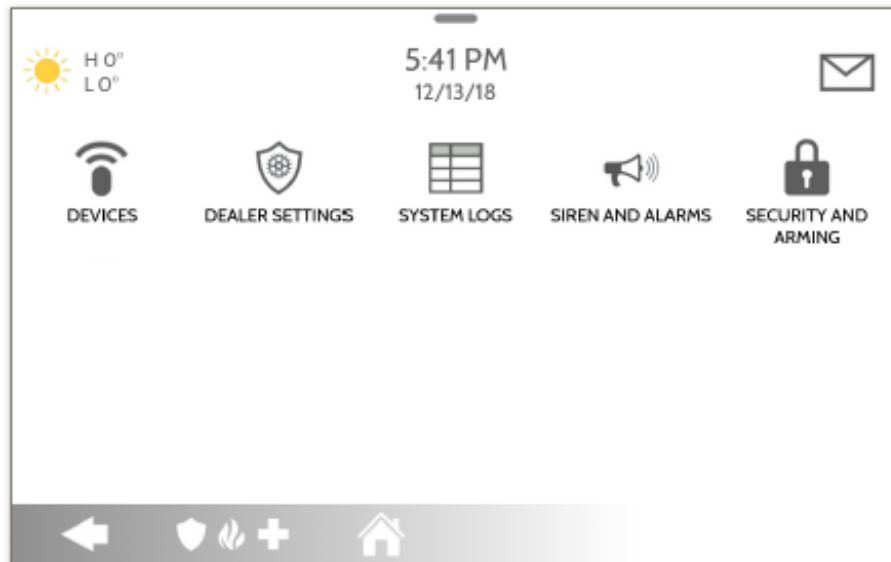 H 0°
L 0°
5:41 PM
12/13/18
DEVICES
DEALER SETTINGS
SYSTEM LOGS
SIREN AND ALARMS
SECURITY AND
ARMING